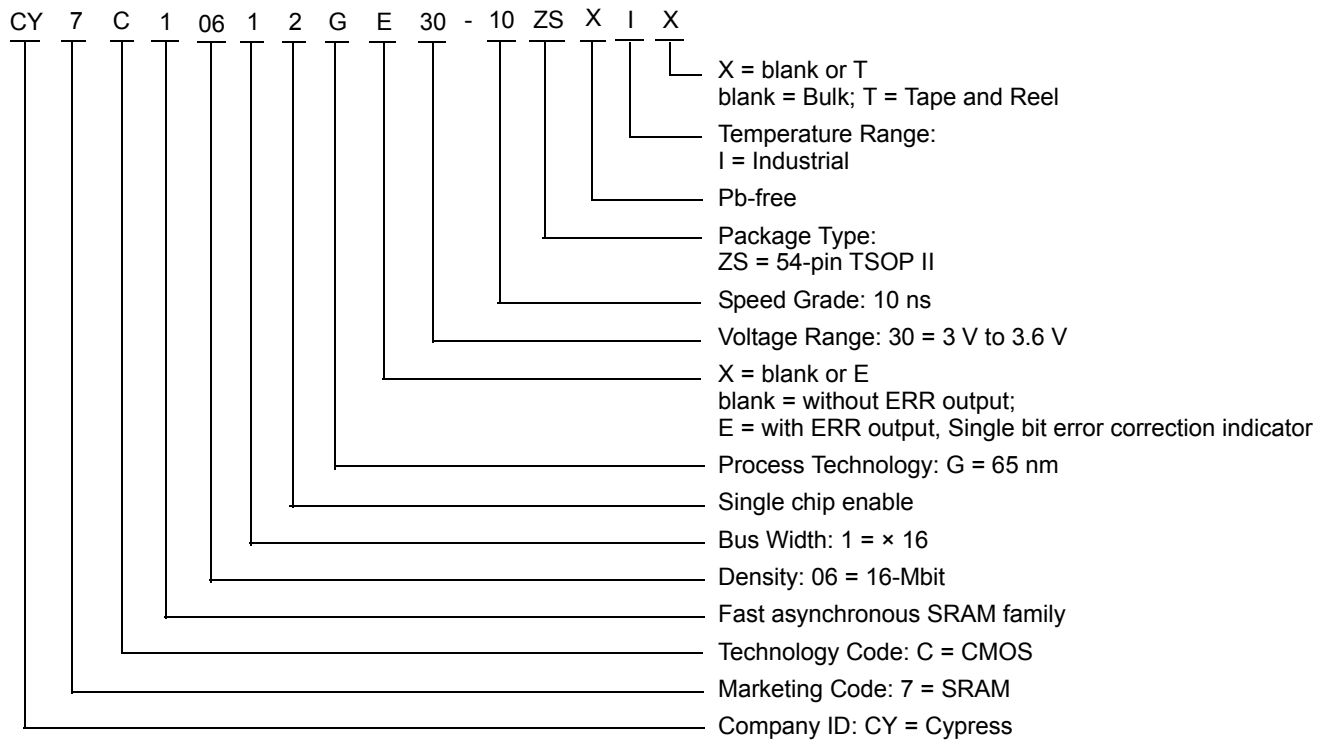 CY 7 C 1 06 1 2 G E 30 - 10 ZS X I X
X = blank or T
blank = Bulk; T = Tape and Reel
Temperature Range:
I = Industrial
Pb-free
Package Type:
ZS = 54-pin TSOP II
Speed Grade: 10 ns
Voltage Range: 30 = 3 V to 3.6 V
X = blank or E
blank = without ERR output;
E = with ERR output, Single bit error correction indicator
Process Technology: G = 65 nm
Single chip enable
Bus Width: 1 = × 16
Density: 06 = 16-Mbit
Fast asynchronous SRAM family
Technology Code: C = CMOS
Marketing Code: 7 = SRAM
Company ID: CY = Cypress